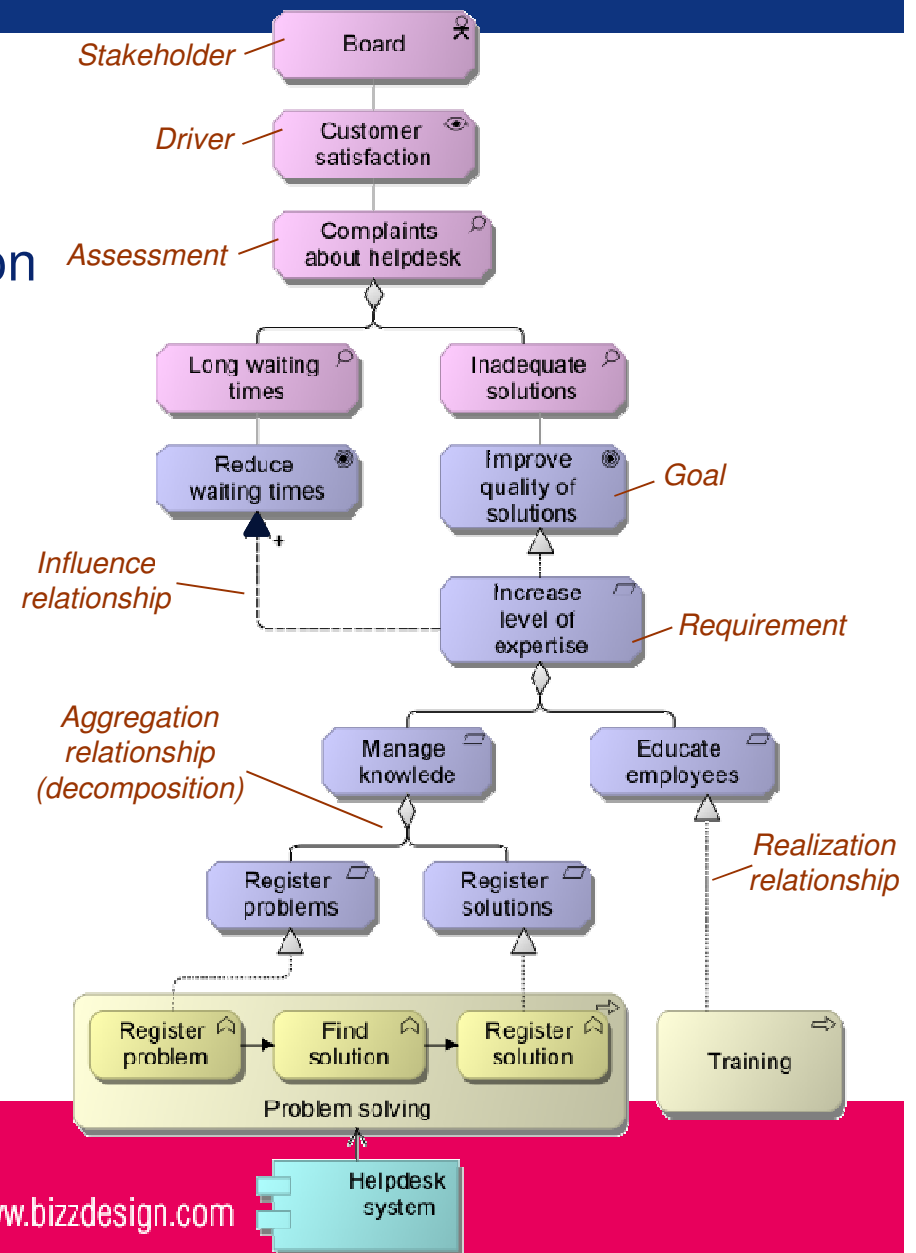 Board
Stakeholder
Customer
satisfaction
Driver
Complaints
about helpdesk
Assessment
on
Long waiting
times
Inadequate
solutions
Reduce
waiting times
Improve
quality of
solutions
Goal
+
Influence
relationship
Increase
level of
expertise
Requirement
Aggregation
relationship
(decomposition)
Manage
knowlede
Educate
employees
Realization
relationship
Register
problems
Register
solutions
Register
problem
Find
solution
Register
solution
Problem solving
Training
Helpdesk
system
ww.bizzdesign.com